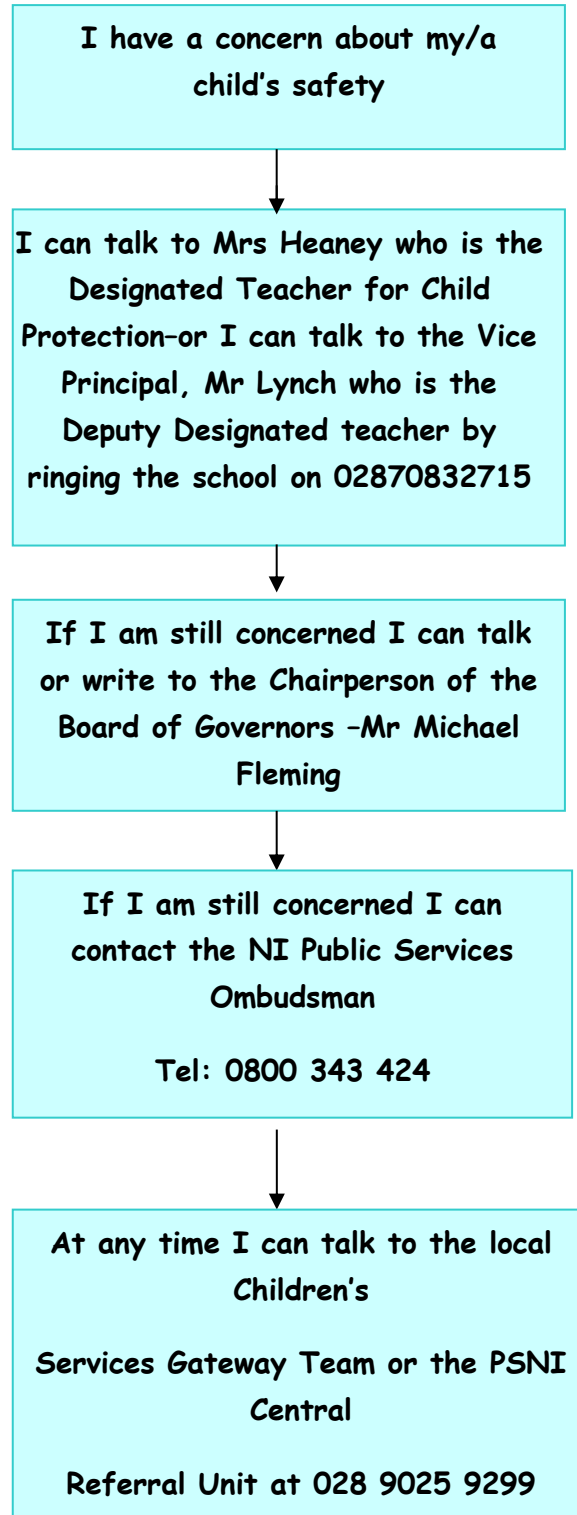 I have a concern about my/a
child's safety
I can talk to Mrs Heaney who is the
Designated Teacher for Child
Protection–or I can talk to the Vice
Principal, Mr Lynch who is the
Deputy Designated teacher by
ringing the school on 02870832715
If I am still concerned I can talk
or write to the Chairperson of the
Board of Governors –Mr Michael
Fleming
If I am still concerned I can
contact the NI Public Services
Ombudsman
Tel: 0800 343 424
At any time I can talk to the local
Children's
Services Gateway Team or the PSNI
Central
Referral Unit at 028 9025 9299